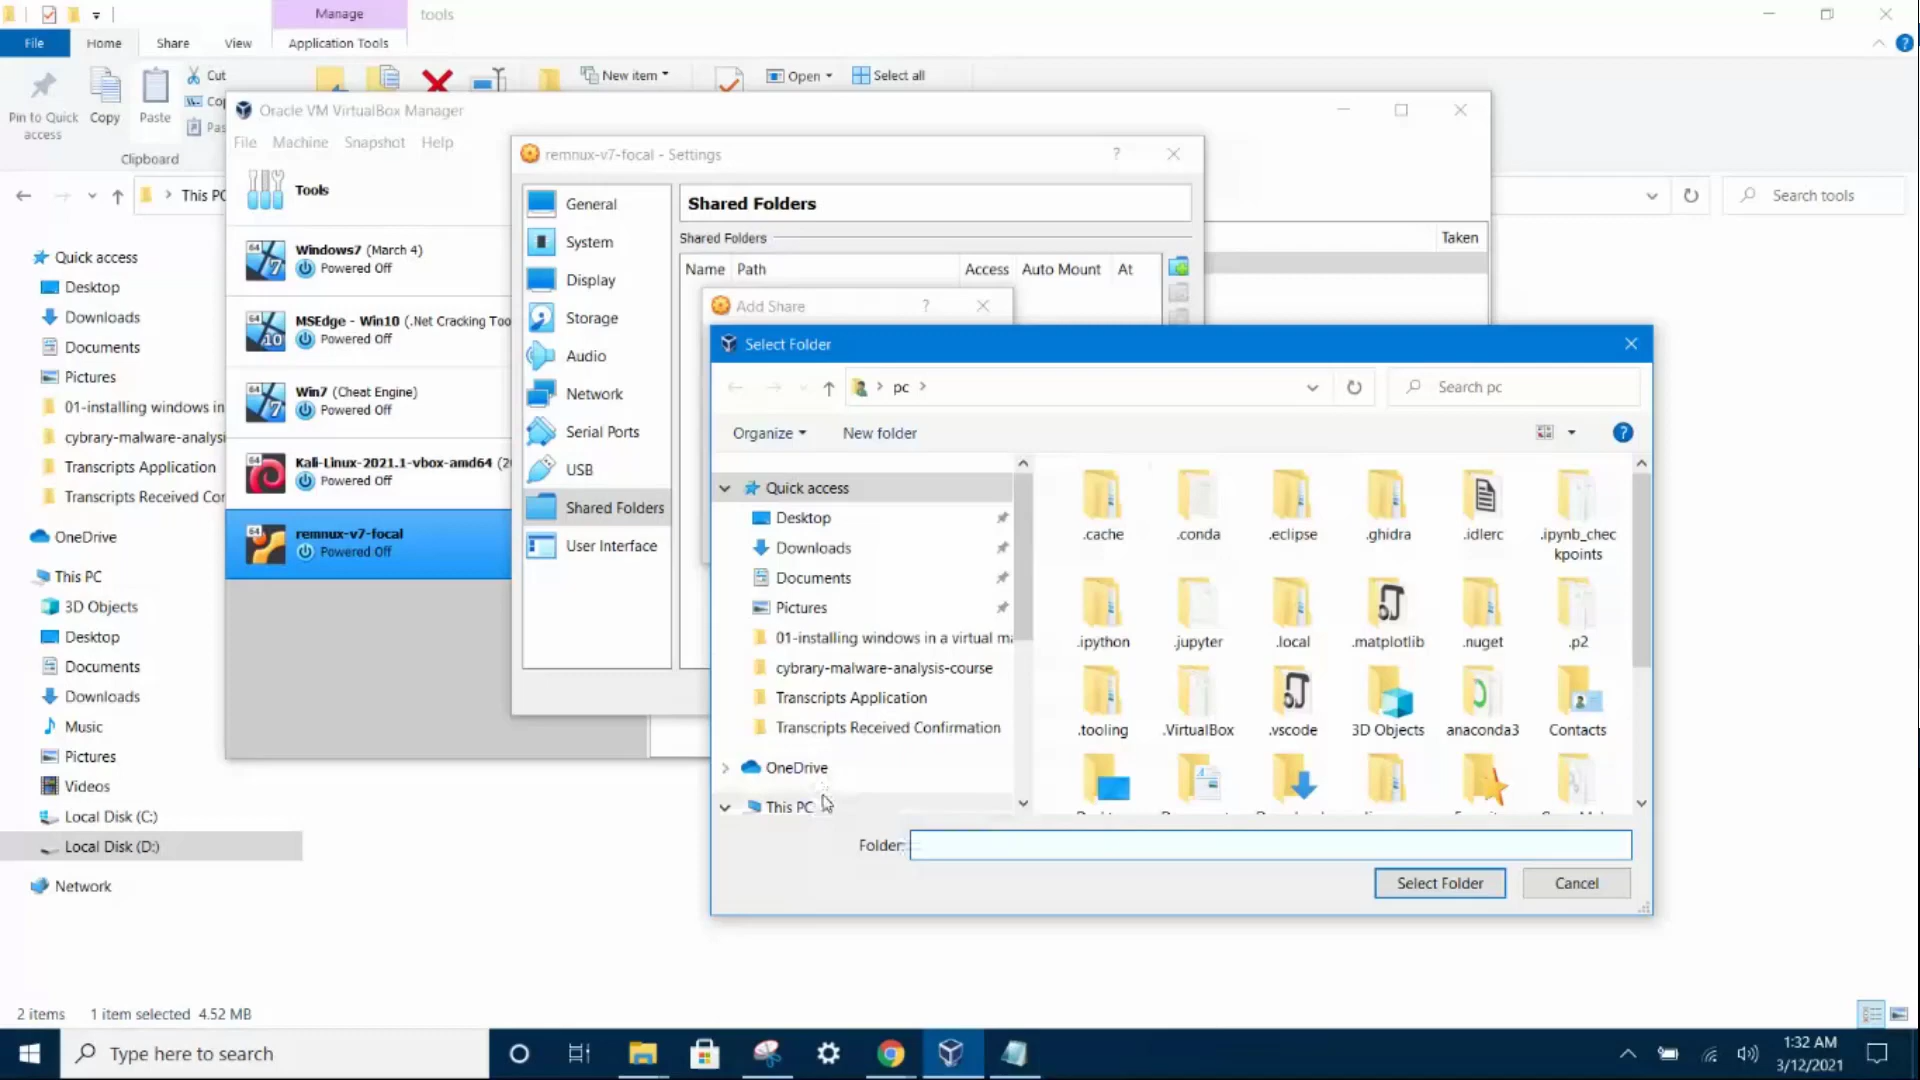 Manage
tools
File
Home
Share
View
Application Tools
Pin to Quick
access
Copy
Paste
Cut
New item
Open
Select all
Clipboard
Oracle VM VirtualBox Manager
File
Machine
Snapshot
Help
Tools
remnux-v7-focal - Settings
?
This PC
Search tools
Quick access
Desktop
Downloads
Documents
Pictures
01-installing windows in
cybrary-malware-analysi
Transcripts Application
Transcripts Received Cor
OneDrive
This PC
3D Objects
Desktop
Documents
Downloads
Music
Pictures
Videos
Local Disk (C:)
Local Disk (D:)
Network
64
Windows7 (March 4)
Powered Off
64
MSEdge - Win10 (.Net Cracking Too
Powered Off
64
Win7 (Cheat Engine)
Powered Off
64
Kali-Linux-2021.1-vbox-amd64
Powered Off
64
remnux-v7-focal
Powered Off
General
System
Display
Storage
Audio
Network
Serial Ports
USB
Shared Folders
User Interface
Shared Folders
Shared Folders
Name
Path
Access
Auto Mount
At
Taken
Add Share
?
Select Folder
pc
Search pc
Organize
New folder
?
Quick access
Desktop
Downloads
Documents
Pictures
01-installing windows in a virtual
cybrary-malware-analysis-course
Transcripts Application
Transcripts Received Confirmation
OneDrive
This PC
.cache
.conda
.eclipse
.ghidra
.idlerc
.ipynb_chec
kpoints
.ipython
.jupyter
.local
.matplotlib
.nuget
.p2
.tooling
.VirtualBox
.vscode
3D Objects
anaconda3
Contacts
Folder:
Select Folder
Cancel
2 items
1 item selected 4.52 MB
Type here to search
1:32 AM
3/12/2021